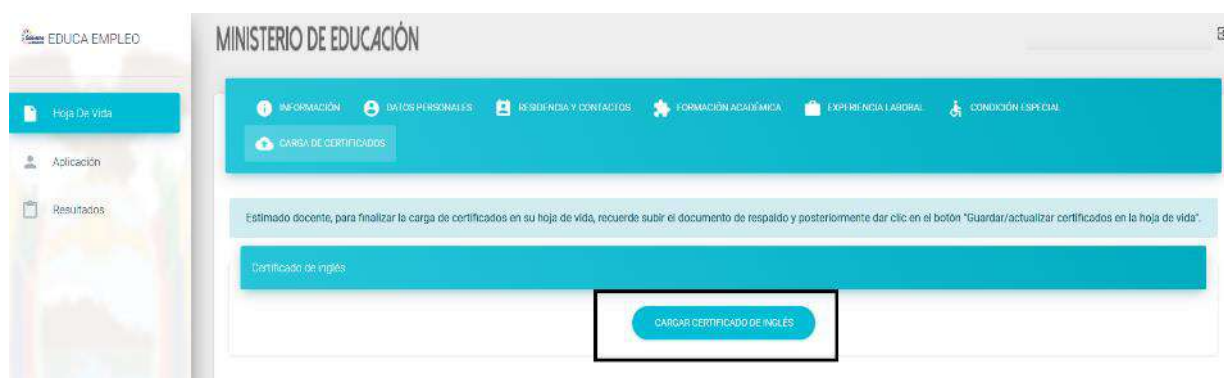 EDUCA EMPLEO
MINISTERIO DE EDUCACIÓN
Hoja De Vida
Aplicación
Resultados
INFORMACIÓN DATOS PERSONALES RESIDENCIA Y CONTACTOS FORMACIÓN ACADÉMICA EXPERIENCIA LABORAL CONDICIÓN ESPECIAL
CARGA DE CERTIFICADOS
Estimado docente, para finalizar la carga de certificados en su hoja de vida, recuerde subir el documento de respaldo y posteriormente dar clic en el botón "Guardar/actualizar certificados en la hoja de vida".
Certificado de inglés
CARGAR CERTIFICADO DE INGLÉS